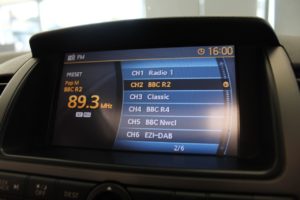 FM
16:00
PRESET
Pop M
BBC R2
89.3 MHz
CH1 Radio 1
CH2 BBC R2
CH3 Classic
CH4 BBC R4
CH5 BBC Nwcl
CH6 EZI-DAB
2/6